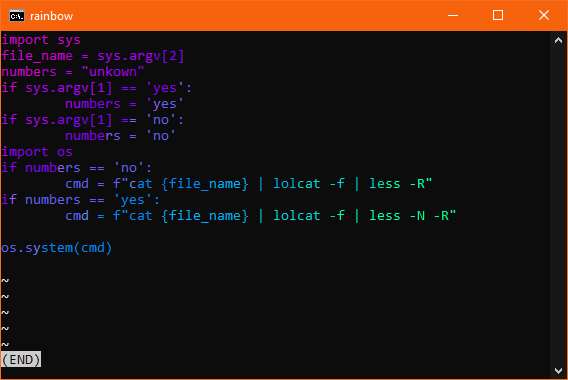 rainbow
import sys
file_name = sys.argv[2]
numbers = "unkown"
if sys.argv[1] == 'yes':
        numbers = 'yes'
if sys.argv[1] == 'no':
        numbers = 'no'
import os
if numbers == 'no':
        cmd = f"cat {file_name} | lolcat -f | less -R"
if numbers == 'yes':
        cmd = f"cat {file_name} | lolcat -f | less -N -R"
os.system(cmd)
~
~
~
~
~
(END)